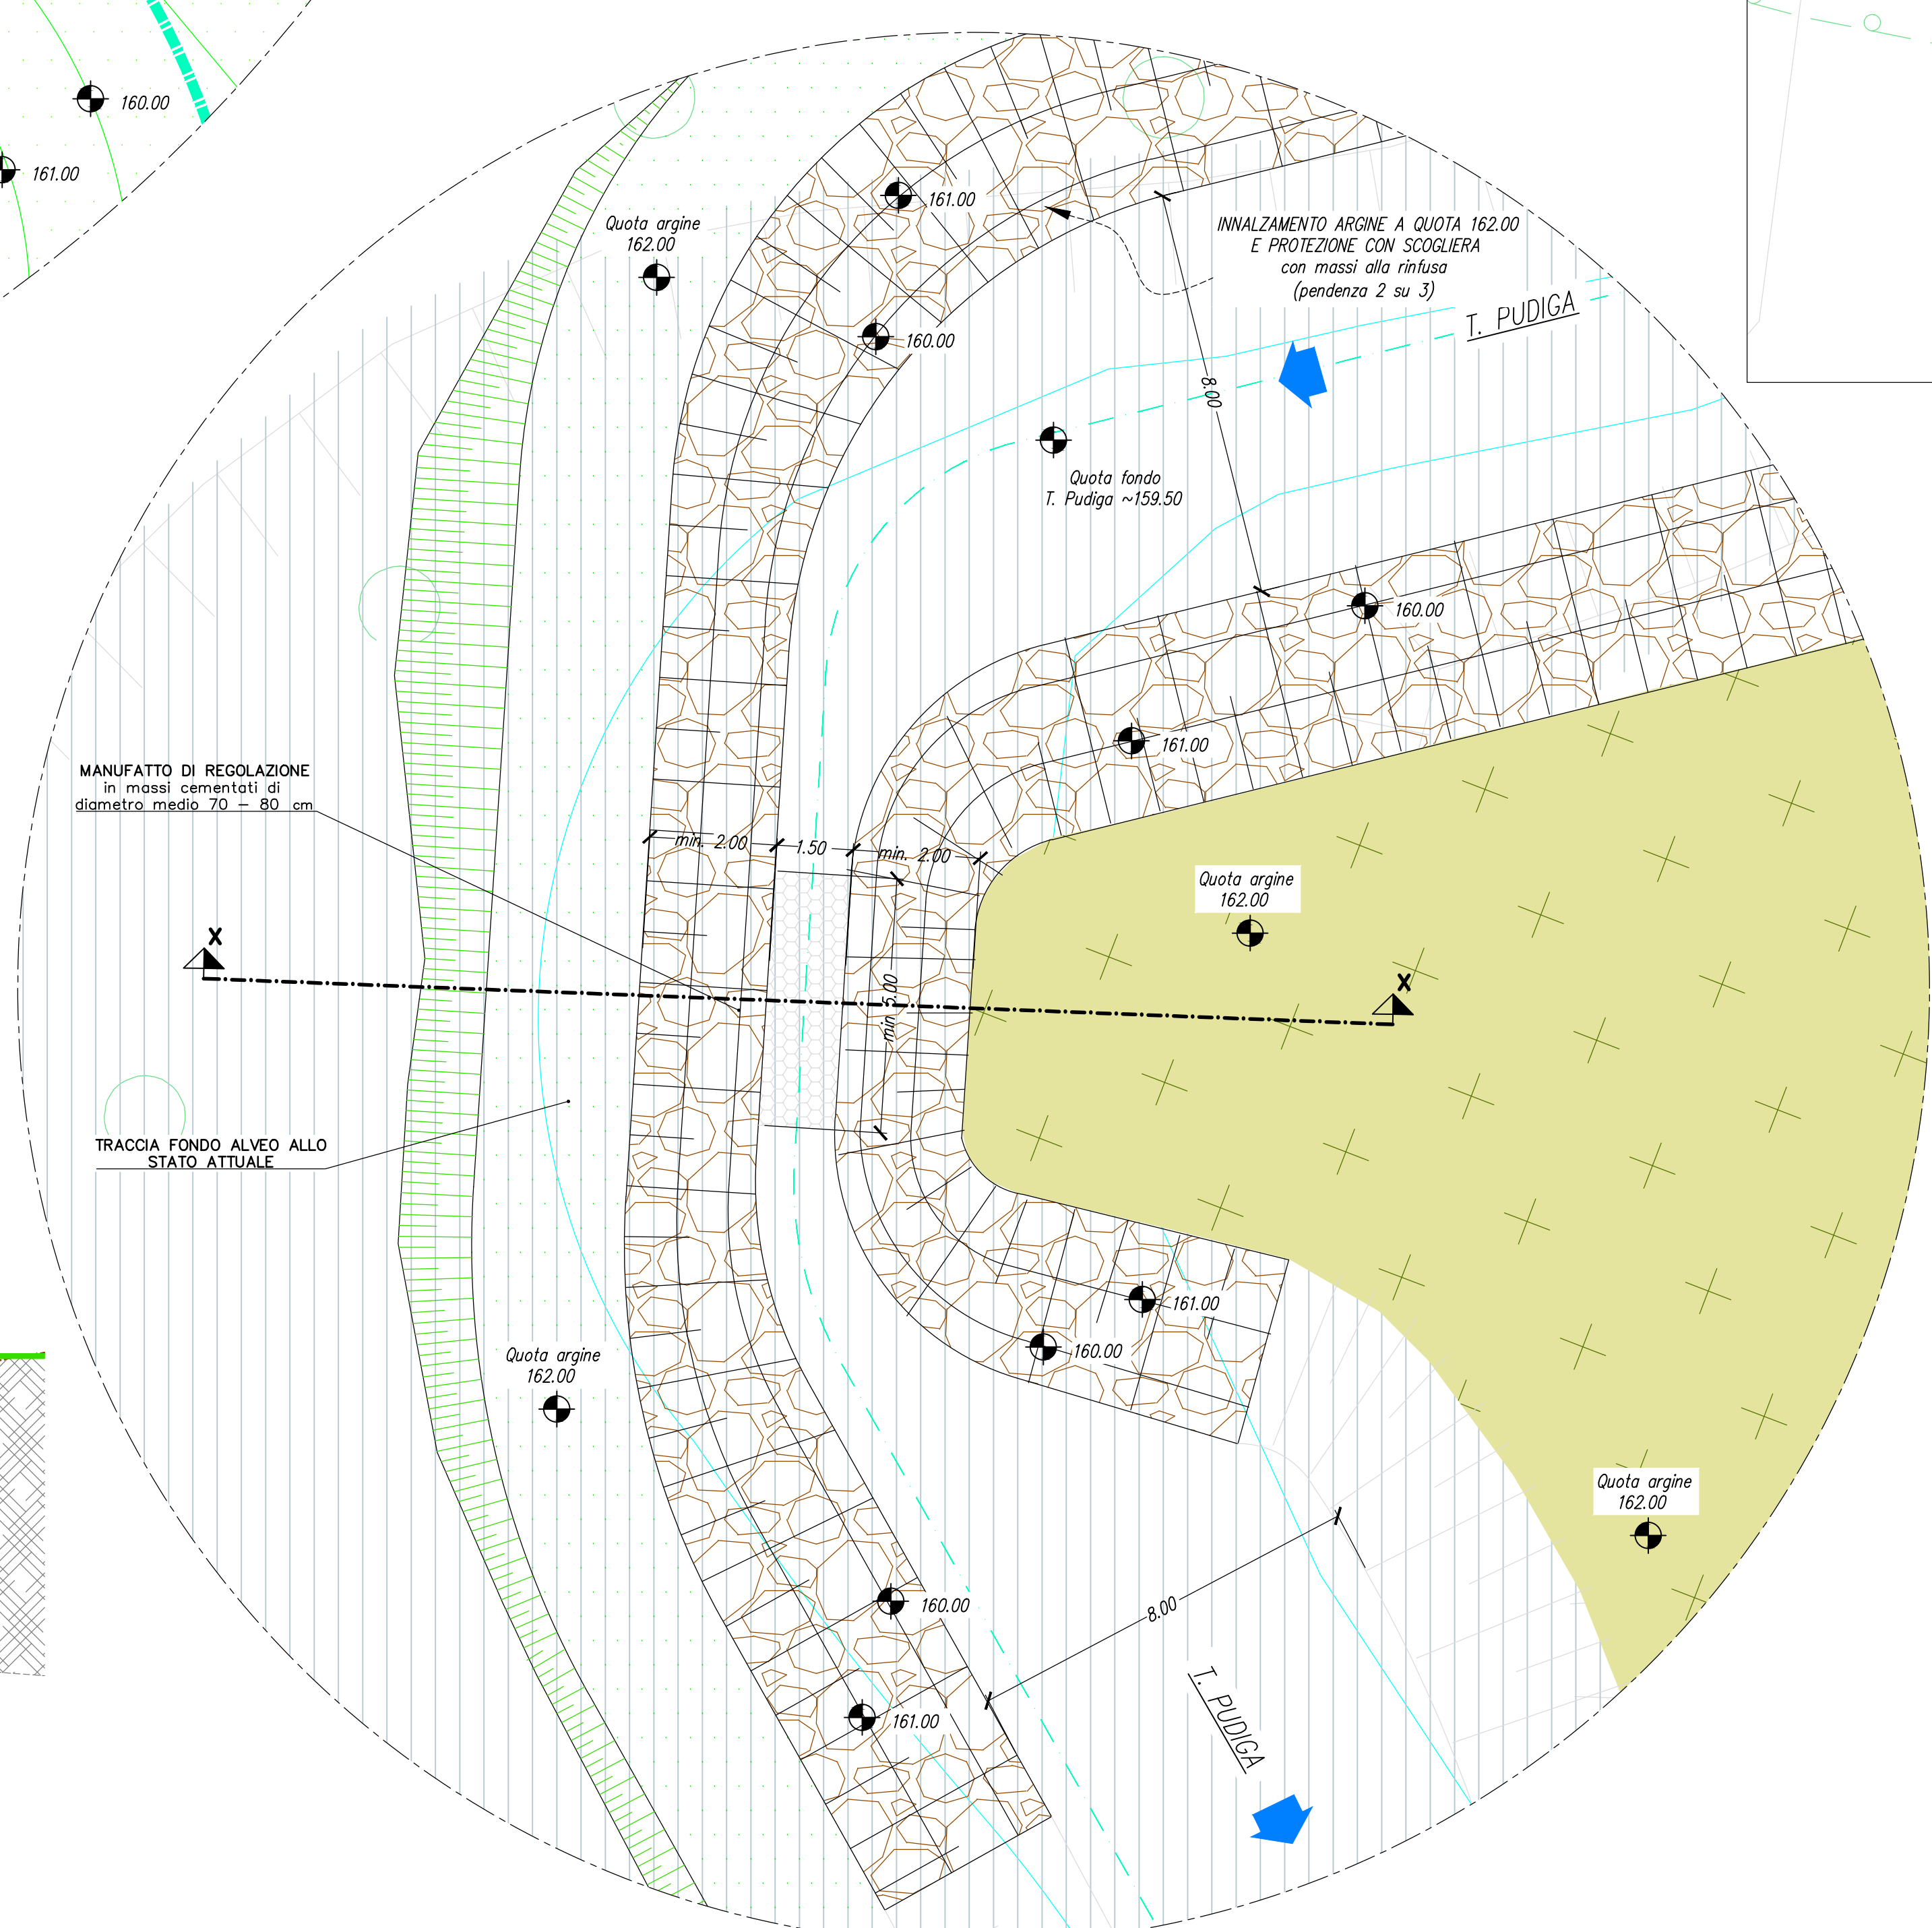 160.00
161.00
Quota argine
162.00
161.00
160.00
INNALZAMENTO ARGINE A QUOTA 162.00
E PROTEZIONE CON SCOGLIERA
con massi alla rinfusa
(pendenza 2 su 3)
T. PUDIGA
8.00
Quota fondo
T. Pudiga ~159.50
160.00
161.00
MANUFATTO DI REGOLAZIONE
in massi cementati di
diametro medio 70 – 80 cm
min. 2.00
1.50
min. 2.00
Quota argine
162.00
X
X
min. 5.00
TRACCIA FONDO ALVEO ALLO
STATO ATTUALE
161.00
160.00
Quota argine
162.00
Quota argine
162.00
160.00
8.00
161.00
T. PUDIGA